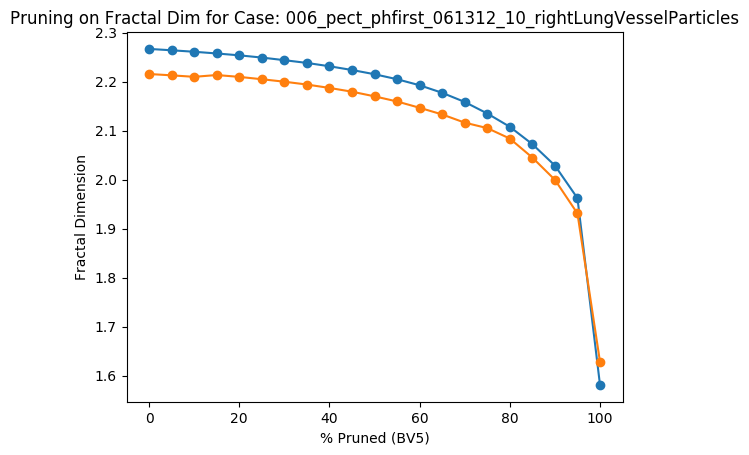 Pruning on Fractal Dim for Case: 006_pect_phfirst_061312_10_rightLungVesselParticles
2.3
2.2
2.1
2.0
1.9
1.8
1.7
1.6
Fractal Dimension
0 20 40 60 80 100
% Pruned (BV5)